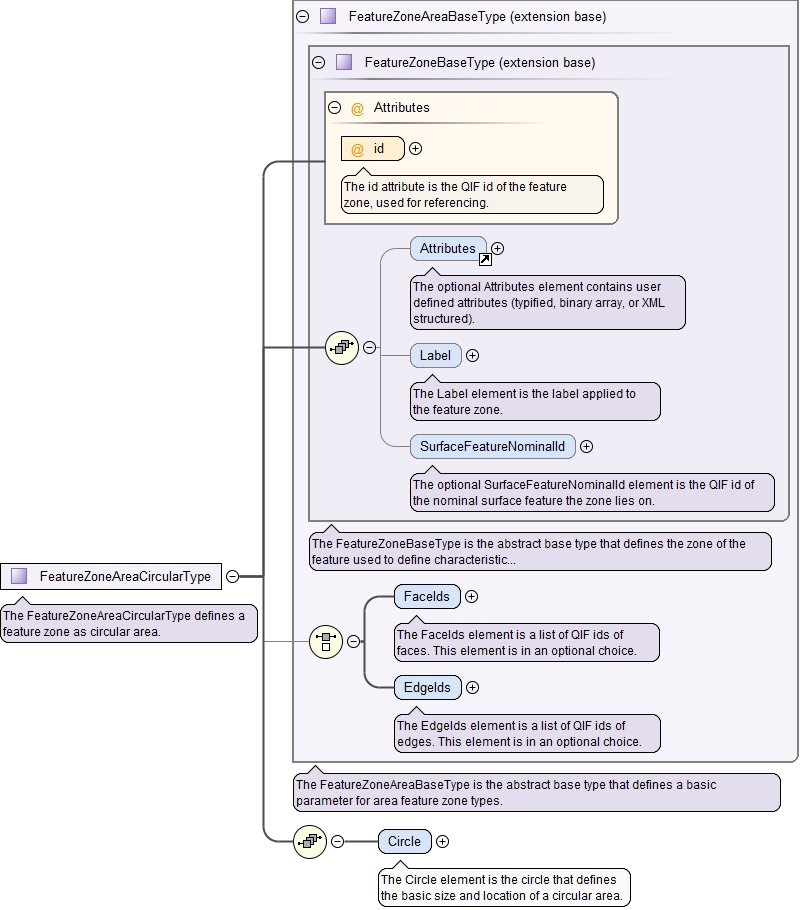 FeatureZoneAreaBaseType (extension base)
FeatureZoneBaseType (extension base)
@ Attributes
@ id
The id attribute is the QIF id of the feature
zone, used for referencing.
Attributes
The optional Attributes element contains user
defined attributes (typified, binary array, or XML
structured).
Label
The Label element is the label applied to
the feature zone.
SurfaceFeatureNominalId
The optional SurfaceFeatureNominalId element is the QIF id of
the nominal surface feature the zone lies on.
The FeatureZoneBaseType is the abstract base type that defines the zone of the
feature used to define characteristic...
FeatureZoneAreaCircularType
The FeatureZoneAreaCircularType defines a
feature zone as circular area.
FaceIds
The FaceIds element is a list of QIF ids of
faces. This element is in an optional choice.
EdgeIds
The EdgeIds element is a list of QIF ids of
edges. This element is in an optional choice.
The FeatureZoneAreaBaseType is the abstract base type that defines a basic
parameter for area feature zone types.
Circle
The Circle element is the circle that defines
the basic size and location of a circular area.